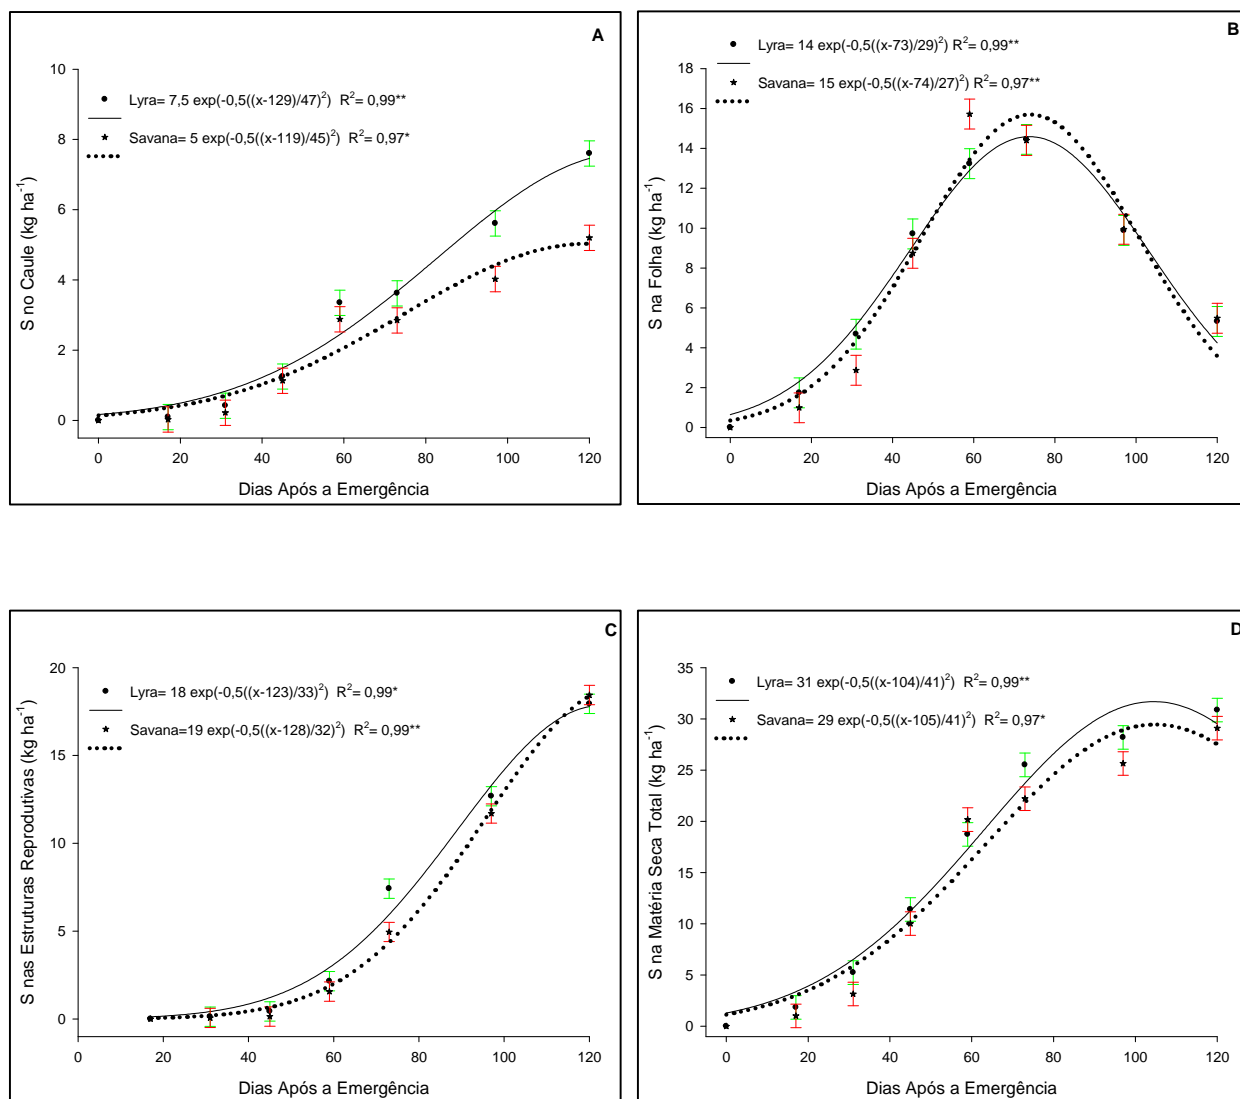 A
Lyra= 7,5 exp(-0,5((x-129)/47)²) R²= 0,99**
Savana= 5 exp(-0,5((x-119)/45)²) R²= 0,97*
S no Caule (kg ha⁻¹)
10
8
6
4
2
0
0 20 40 60 80 100 120
Dias Após a Emergência
B
Lyra= 14 exp(-0,5((x-73)/29)²) R²= 0,99**
Savana= 15 exp(-0,5((x-74)/27)²) R²= 0,97**
S na Folha (kg ha⁻¹)
18
16
14
12
10
8
6
4
2
0
0 20 40 60 80 100 120
Dias Após a Emergência
C
Lyra= 18 exp(-0,5((x-123)/33)²) R²= 0,99*
Savana=19 exp(-0,5((x-128)/32)²) R²= 0,99**
S nas Estruturas Reprodutivas (kg ha⁻¹)
20
15
10
5
0
0 20 40 60 80 100 120
Dias Após a Emergência
D
Lyra= 31 exp(-0,5((x-104)/41)²) R²= 0,99**
Savana= 29 exp(-0,5((x-105)/41)²) R²= 0,97*
S na Matéria Seca Total (kg ha⁻¹)
35
30
25
20
15
10
5
0
0 20 40 60 80 100 120
Dias Após a Emergência